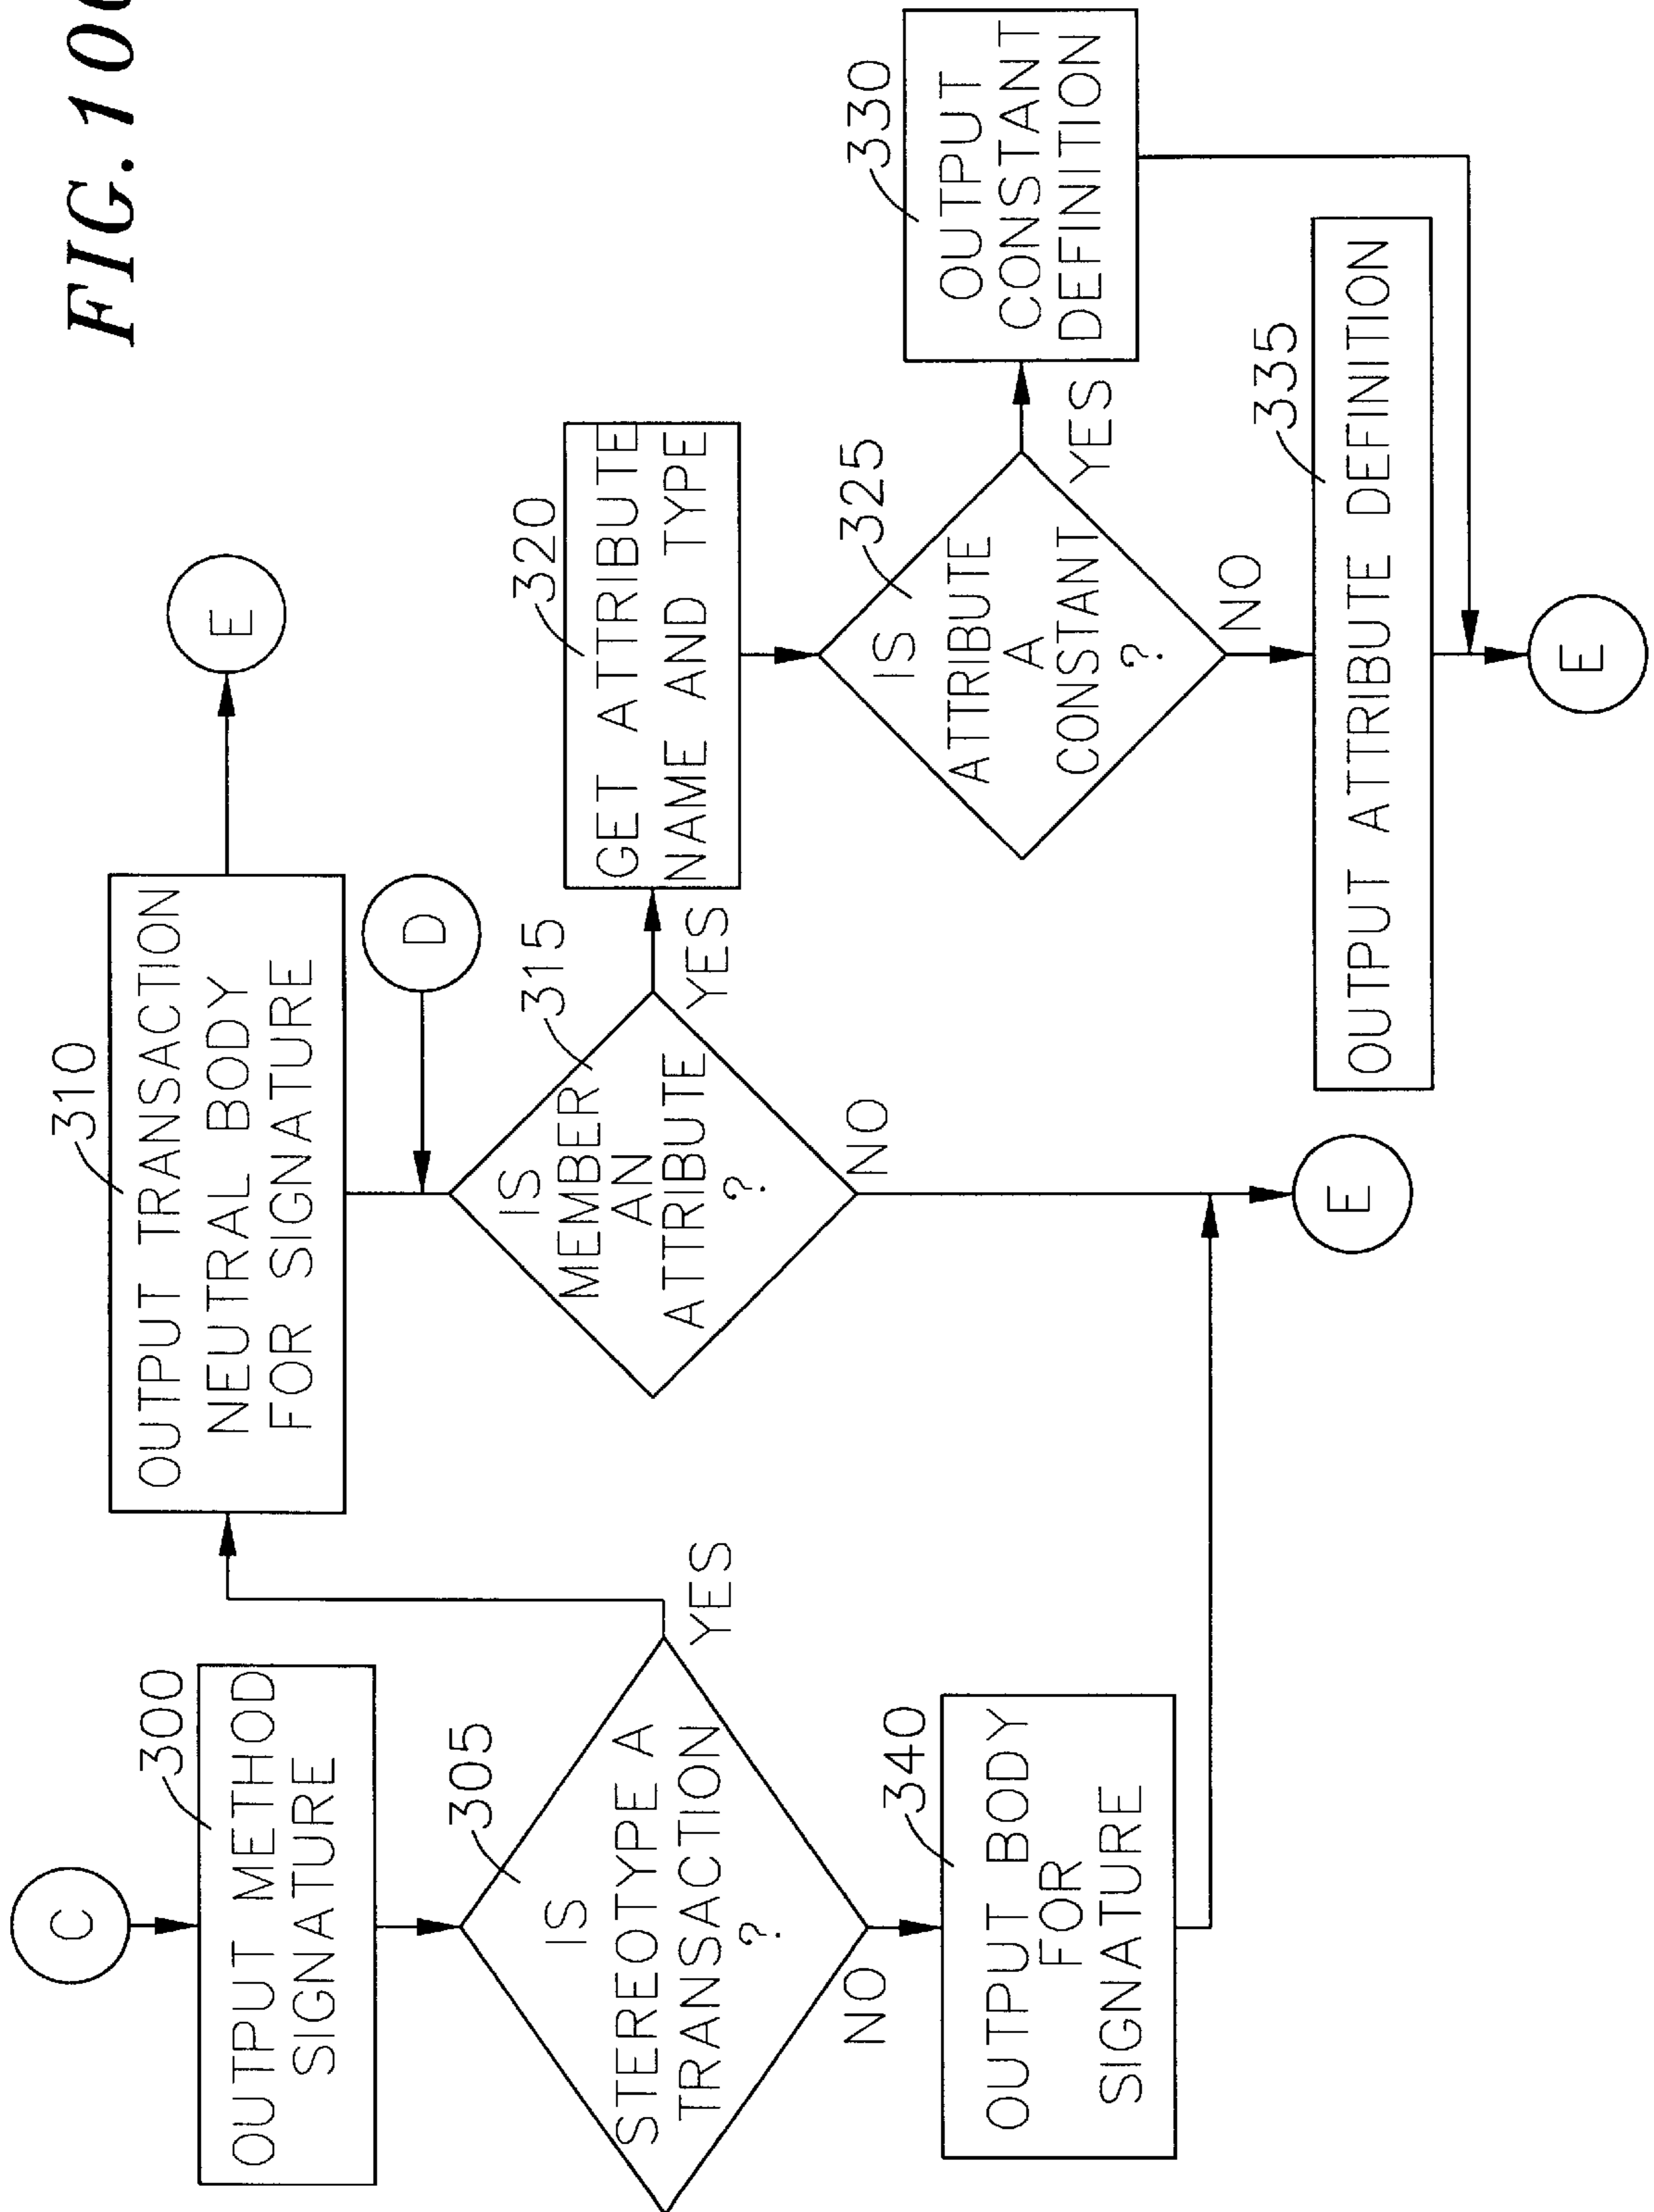 FIG.10
C
300
OUTPUT METHOD
SIGNATURE
305
IS
STEREOTYPE A
TRANSACTION
?
YES
NO
340
OUTPUT BODY
FOR
SIGNATURE
310
OUTPUT TRANSACTION
NEUTRAL BODY
FOR SIGNATURE
E
D
315
IS
MEMBER
AN
ATTRIBUTE
?
YES
NO
E
320
GET ATTRIBUTE
NAME AND TYPE
325
IS
ATTRIBUTE
A
CONSTANT
?
YES
NO
330
OUTPUT
CONSTANT
DEFINITION
335
OUTPUT ATTRIBUTE DEFINITION
E